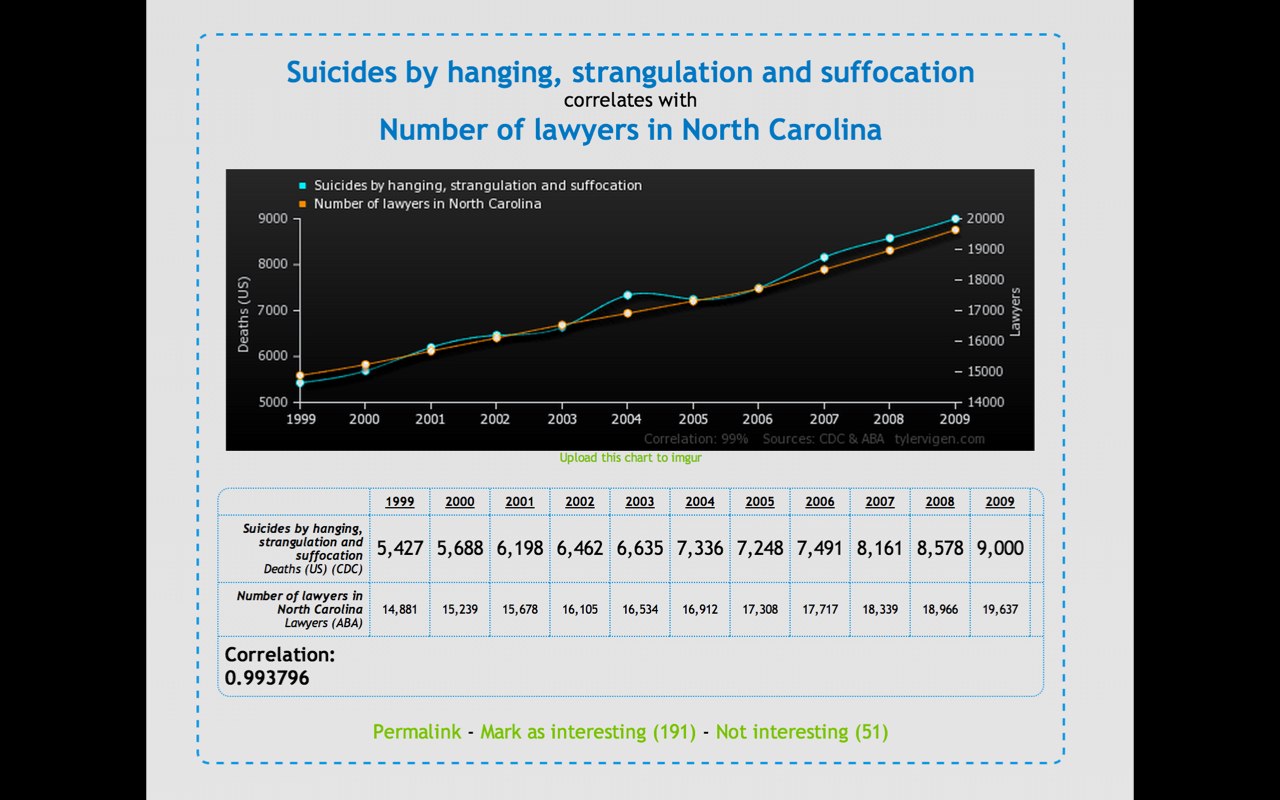 Suicides by hanging, strangulation and suffocation
correlates with
Number of lawyers in North Carolina
Suicides by hanging, strangulation and suffocation
Number of lawyers in North Carolina
9000
8000
7000
6000
5000
Deaths (US)
20000
19000
18000
17000
16000
15000
14000
Lawyers
1999 2000 2001 2002 2003 2004 2005 2006 2007 2008 2009
Correlation: 99% Sources: CDC & ABA tylervigen.com
Upload this chart to imgur
1999 2000 2001 2002 2003 2004 2005 2006 2007 2008 2009
Suicides by hanging,
strangulation and
suffocation
Deaths (US) (CDC)
5,427 5,688 6,198 6,462 6,635 7,336 7,248 7,491 8,161 8,578 9,000
Number of lawyers in
North Carolina
Lawyers (ABA)
14,881 15,239 15,678 16,105 16,534 16,912 17,308 17,717 18,339 18,966 19,637
Correlation:
0.993796
Permalink - Mark as interesting (191) - Not interesting (51)